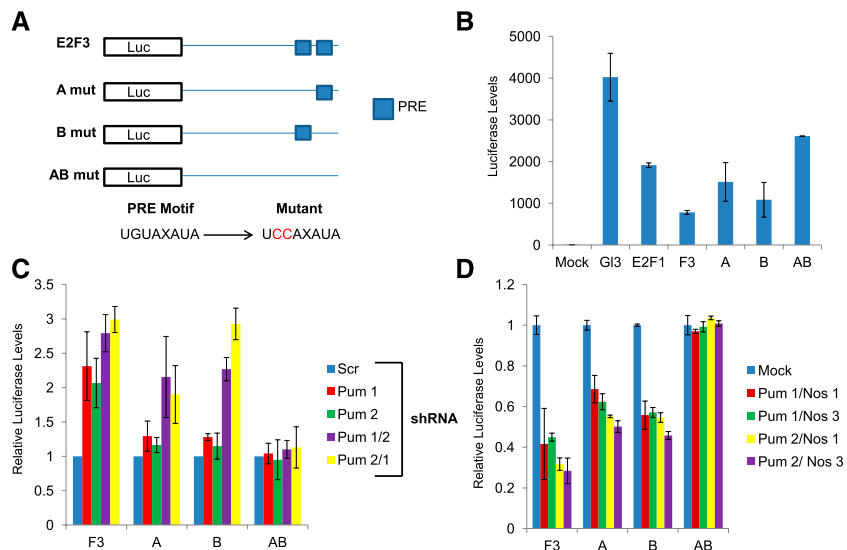 A
E2F3
Luc
A mut
Luc
B mut
Luc
AB mut
Luc
PRE
PRE Motif
Mutant
UGUAXAUA
UCCAXAUA
B
Luciferase Levels
5000
4000
3000
2000
1000
0
Mock
Gl3
E2F1
F3
A
B
AB
C
Relative Luciferase Levels
3.5
3
2.5
2
1.5
1
0.5
0
F3
A
B
AB
Scr
Pum 1
Pum 2
Pum 1/2
Pum 2/1
shRNA
D
Relative Luciferase Levels
1.2
1
0.8
0.6
0.4
0.2
0
F3
A
B
AB
Mock
Pum 1/Nos 1
Pum 1/Nos 3
Pum 2/Nos 1
Pum 2/ Nos 3